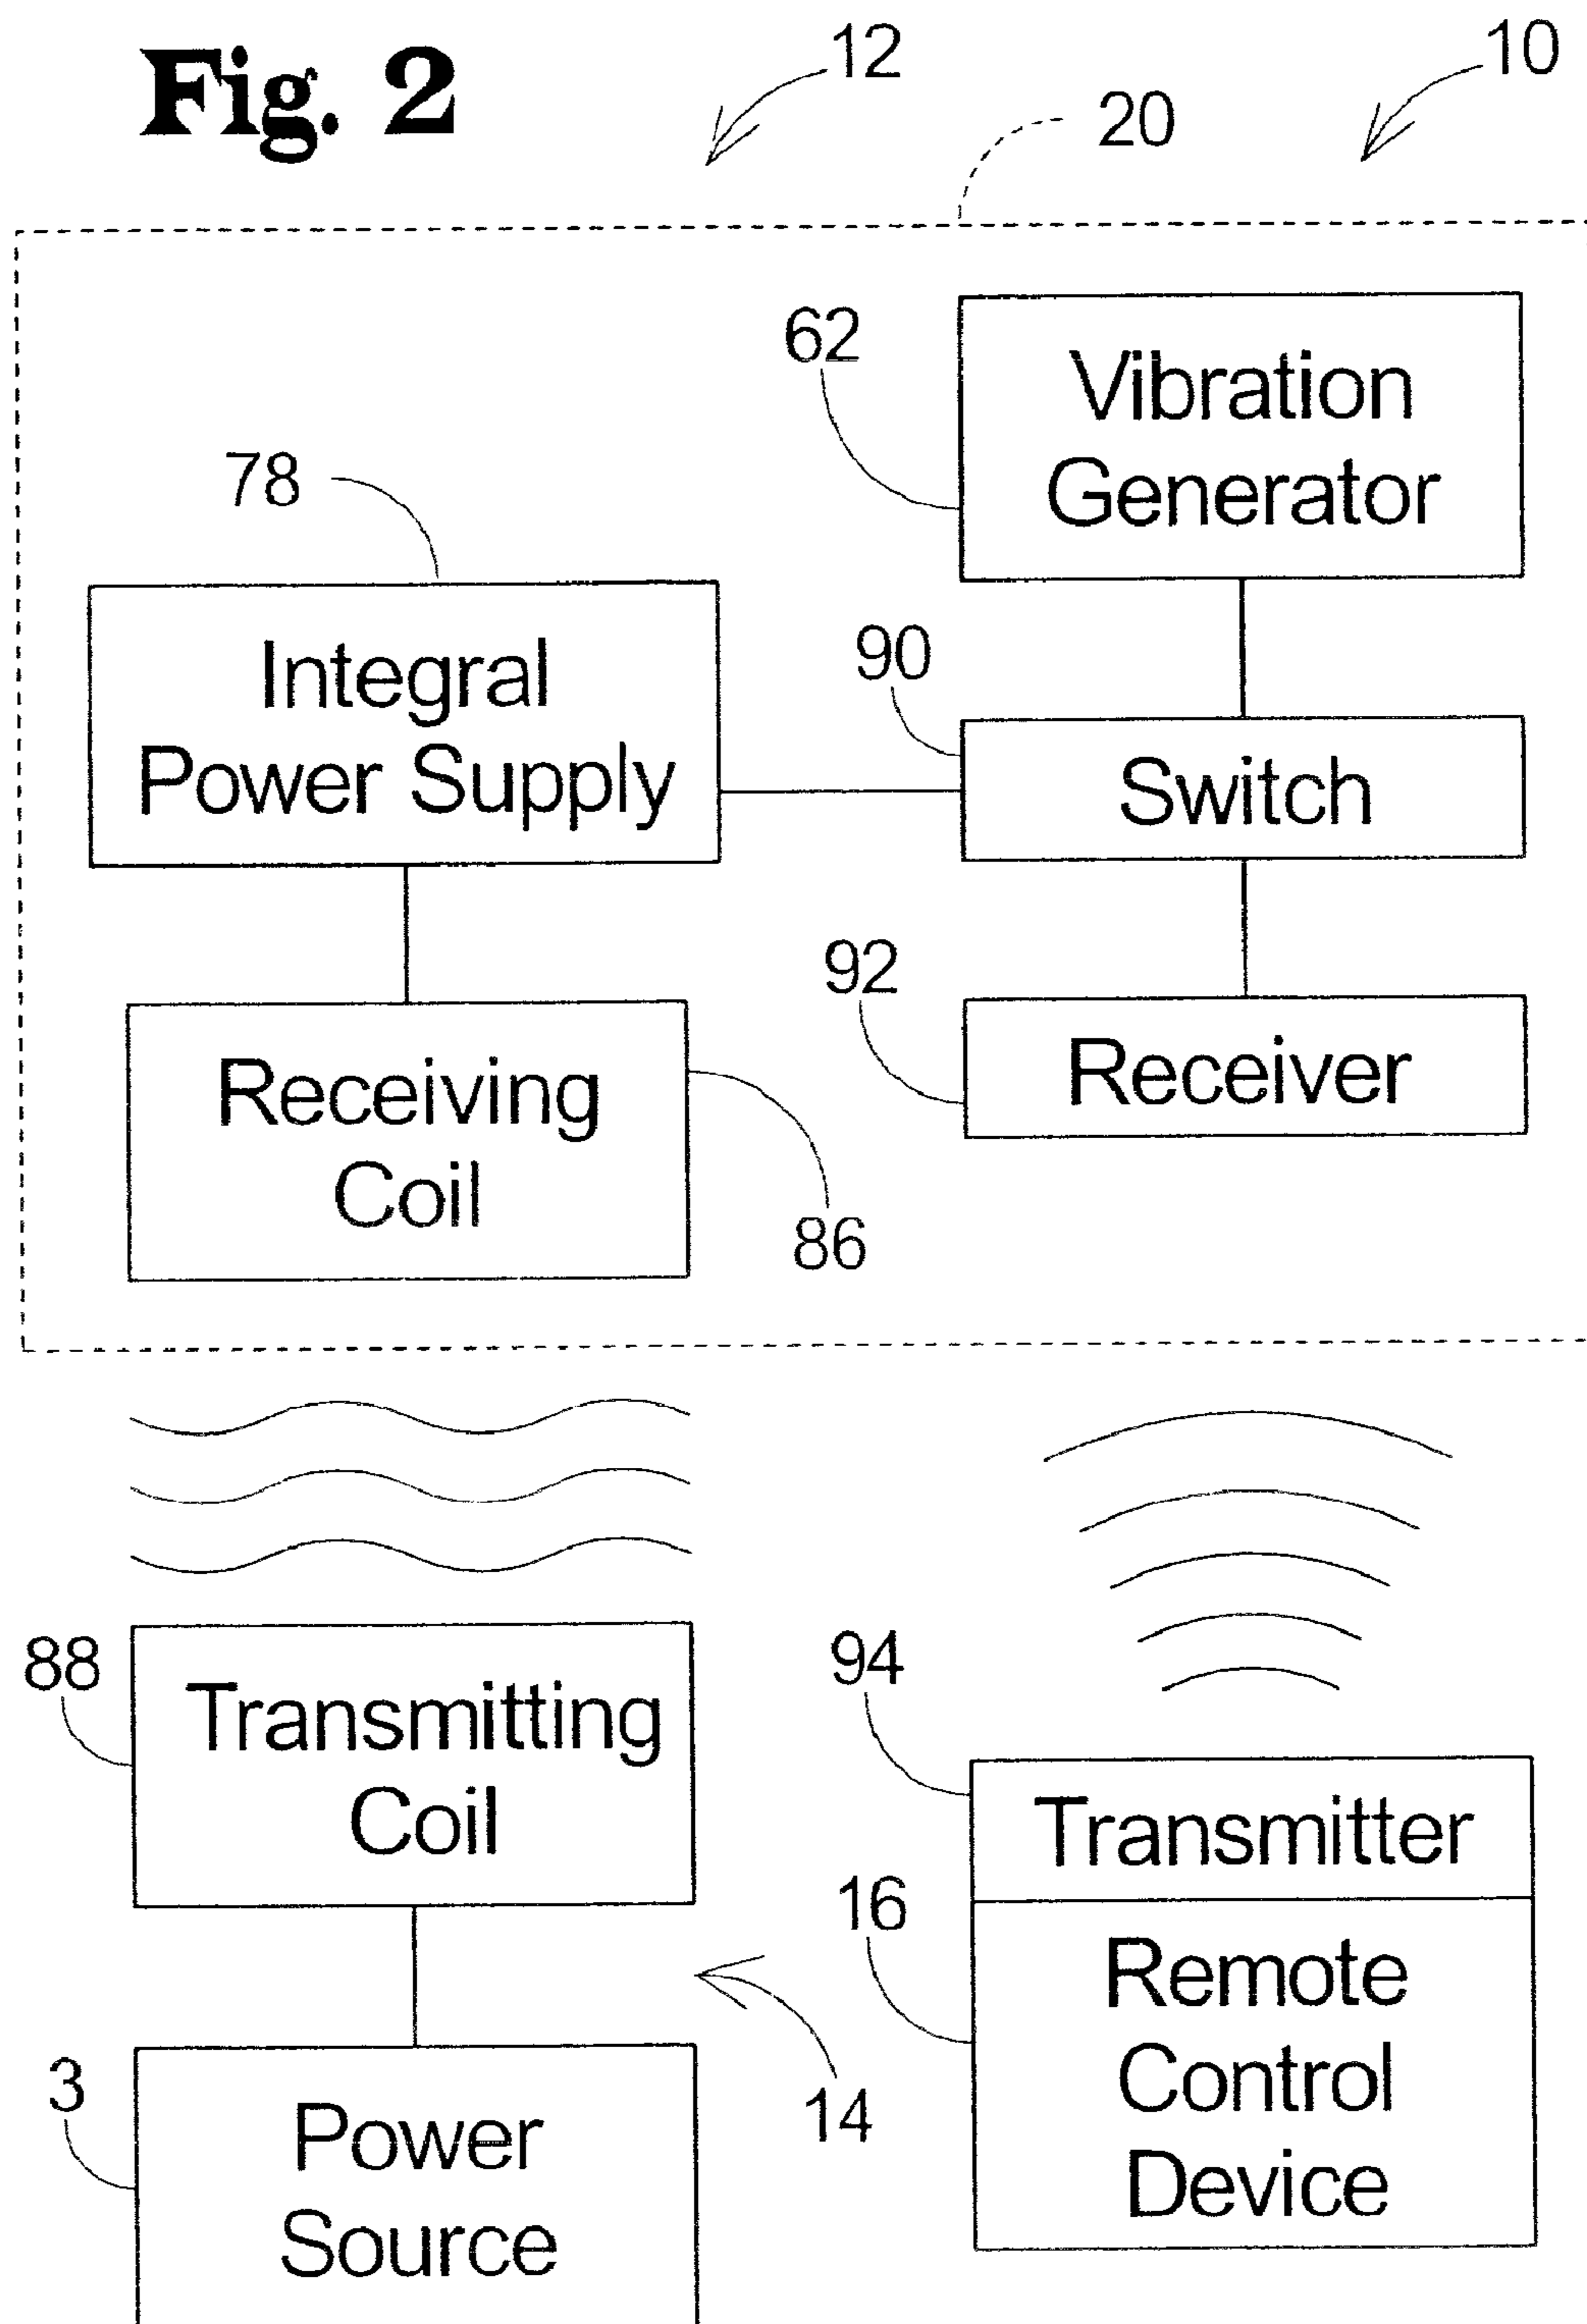 Fig. 2
12
10
20
62
Vibration
Generator
78
Integral
Power Supply
90
Switch
92
Receiver
Receiving
Coil
86
88
Transmitting
Coil
94
Transmitter
16
Remote
Control
Device
14
3
Power
Source